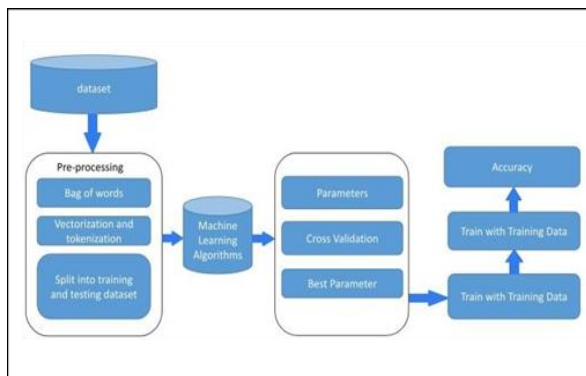 dataset
Pre-processing
Bag of words
Vectorization and
tokenization
Split into training
and testing dataset
Machine
Learning
Algorithms
Parameters
Cross Validation
Best Parameter
Accuracy
Train with Training Data
Train with Training Data